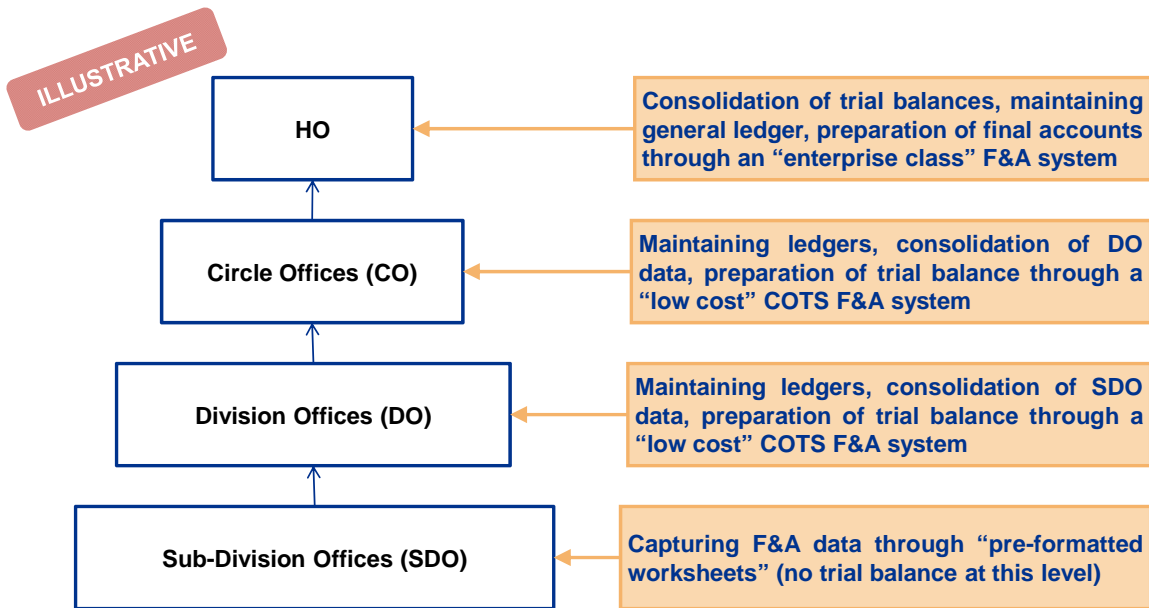 ILLUSTRATIVE
HO
Consolidation of trial balances, maintaining
general ledger, preparation of final accounts
through an “enterprise class” F&A system
Circle Offices (CO)
Maintaining ledgers, consolidation of DO
data, preparation of trial balance through a
“low cost” COTS F&A system
Division Offices (DO)
Maintaining ledgers, consolidation of SDO
data, preparation of trial balance through a
“low cost” COTS F&A system
Sub-Division Offices (SDO)
Capturing F&A data through “pre-formatted
worksheets” (no trial balance at this level)